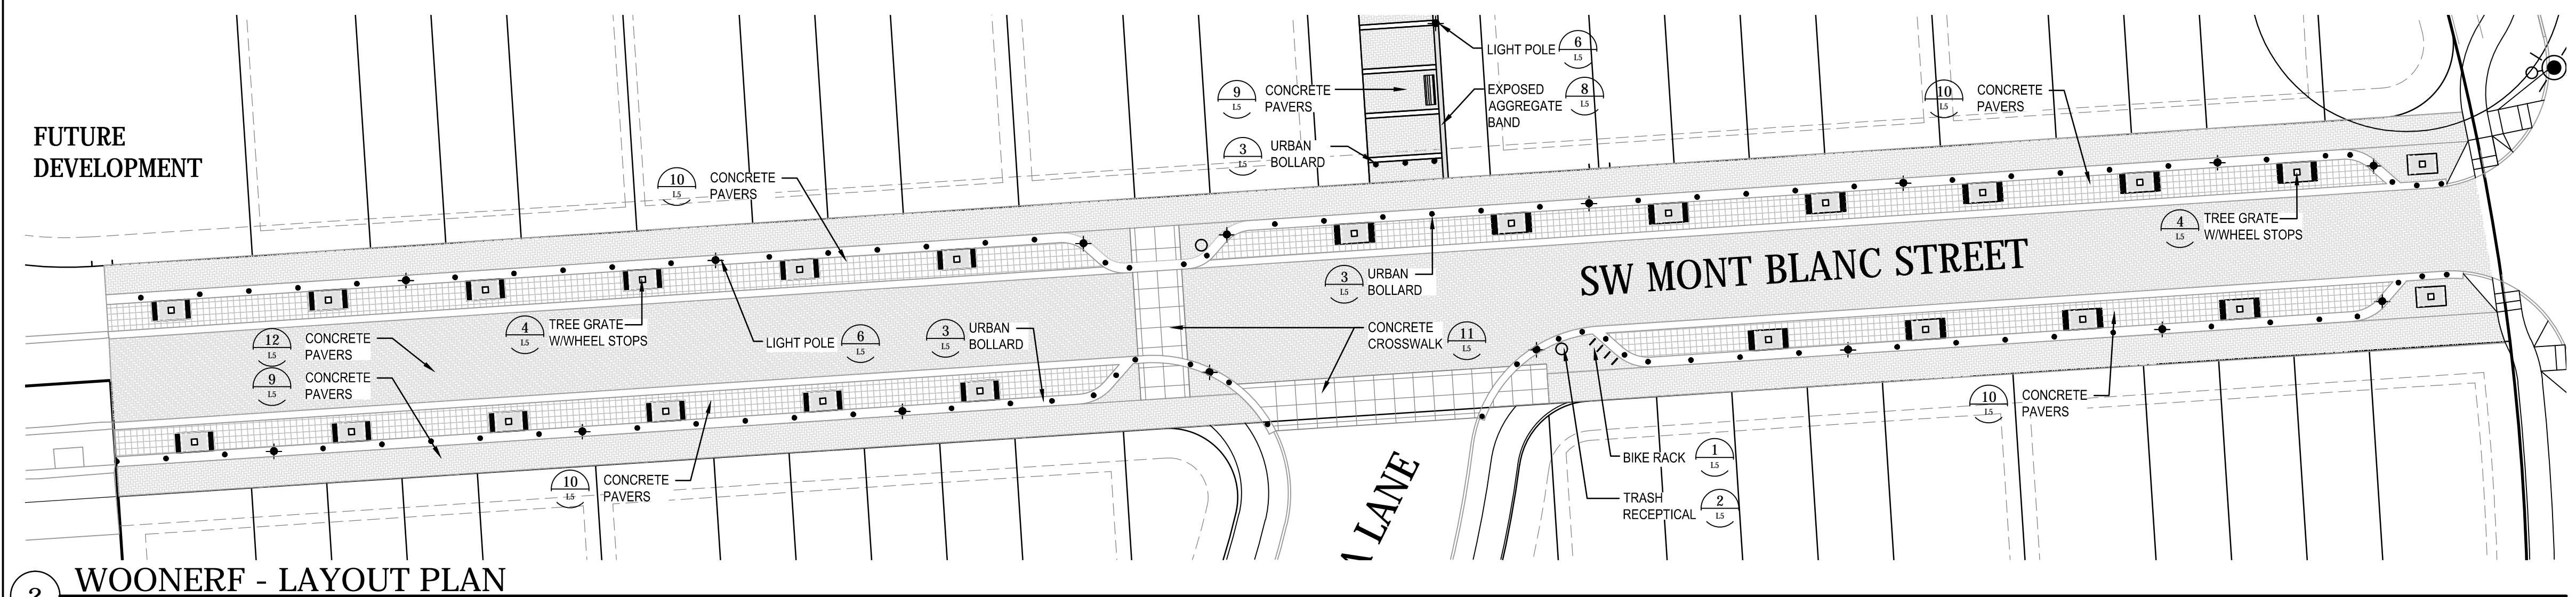 FUTURE
DEVELOPMENT
10
L5
CONCRETE
PAVERS
9
L5
CONCRETE
PAVERS
3
L5
URBAN
BOLLARD
LIGHT POLE
6
L5
EXPOSED
AGGREGATE
BAND
8
L5
10
L5
CONCRETE
PAVERS
4
L5
TREE GRATE
W/WHEEL STOPS
3
L5
URBAN
BOLLARD
SW MONT BLANC STREET
12
L5
CONCRETE
PAVERS
9
L5
CONCRETE
PAVERS
4
L5
TREE GRATE
W/WHEEL STOPS
LIGHT POLE
6
L5
3
L5
URBAN
BOLLARD
CONCRETE
CROSSWALK
11
L5
10
L5
CONCRETE
PAVERS
10
L5
CONCRETE
PAVERS
BIKE RACK
1
L5
TRASH
RECEPTICAL
2
L5
LANE
WOONERF - LAYOUT PLAN